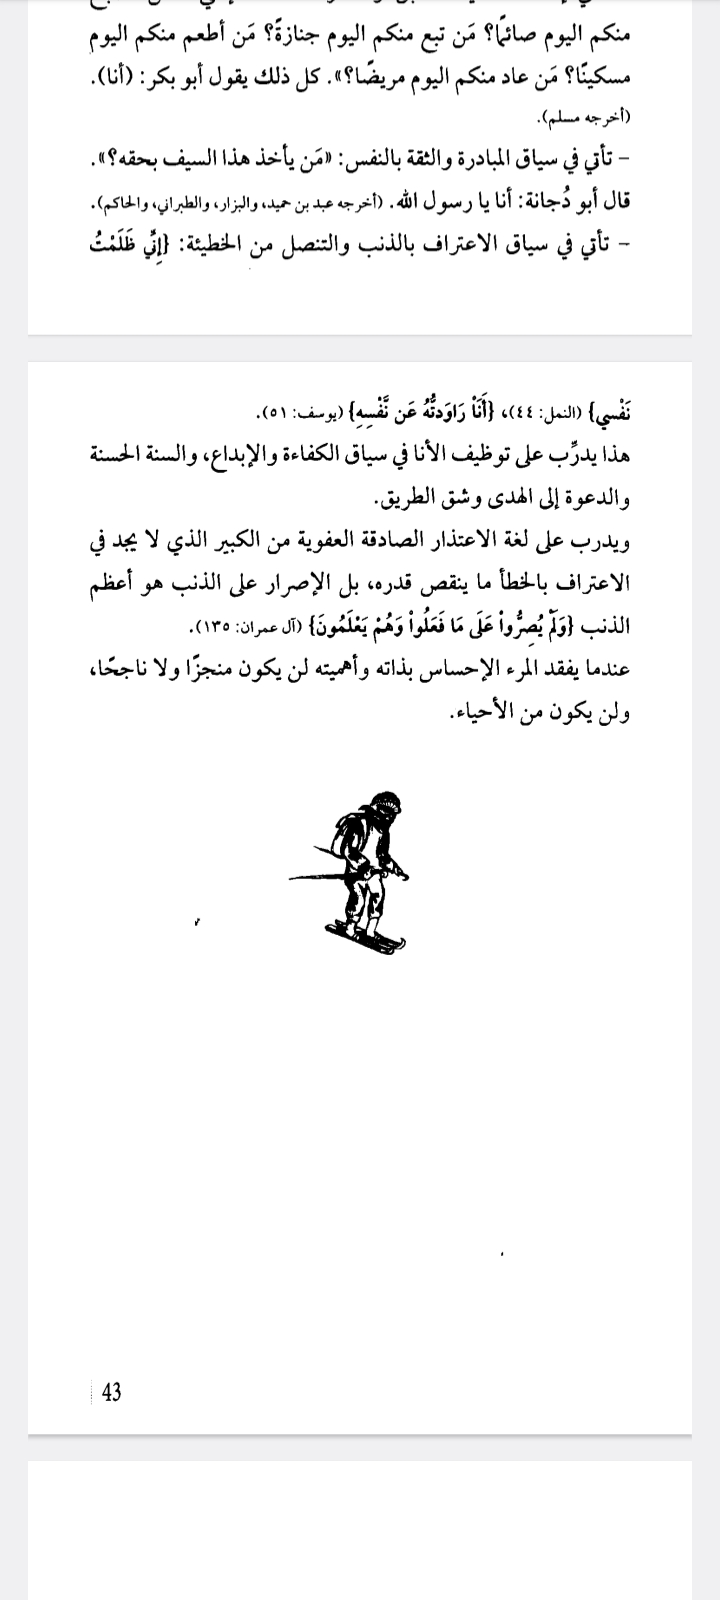 منكم اليوم صائمًا؟ مَن تبع منكم اليوم جنازةً؟ مَن أطعم منكم اليوم
مسكينًا؟ مَن عاد منكم اليوم مريضًا؟». كل ذلك يقول أبو بكر: (أنا).
(أخرجه مسلم).
– تأتي في سياق المبادرة والثقة بالنفس: «مَن يأخذ هذا السيف بحقه؟».
قال أبو دُجانة: أنا يا رسول الله. (أخرجه عبد بن حميد، والبزار، والطبراني، والحاكم).
– تأتي في سياق الاعتراف بالذنب والتنصل من الخطيئة: {إِنِّي ظَلَمْتُ
نَفْسي} (النمل: ٤٤)، {أَنَاْ رَاوَدتُّهُ عَن نَّفْسِهِ} (يوسف: ٥١).
هذا يدرِّب على توظيف الأنا في سياق الكفاءة والإبداع، والسنة الحسنة
والدعوة إلى الهدى وشق الطريق.
ويدرب على لغة الاعتذار الصادقة العفوية من الكبير الذي لا يجد في
الاعتراف بالخطأ ما ينقص قدره، بل الإصرار على الذنب هو أعظم
الذنب {وَلَمْ يُصِرُّواْ عَلَى مَا فَعَلُواْ وَهُمْ يَعْلَمُونَ} (آل عمران: ١٣٥).
عندما يفقد المرء الإحساس بذاته وأهميته لن يكون منجزًا ولا ناجحًا،
ولن يكون من الأحياء.
43